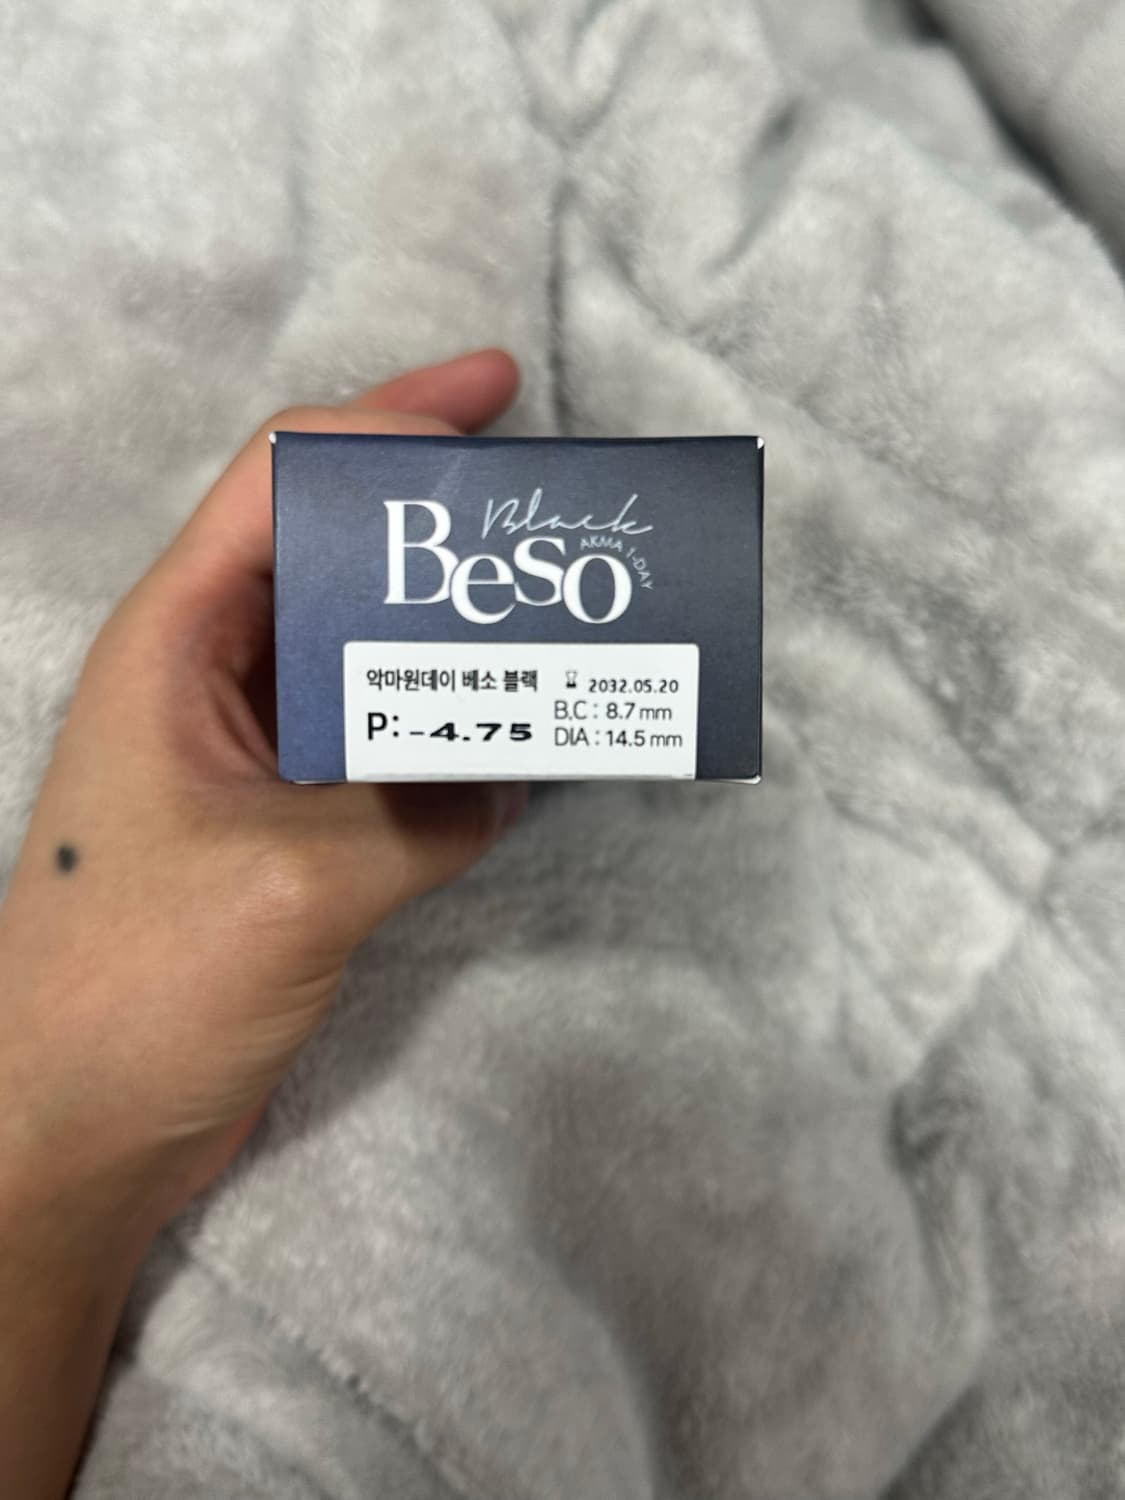 Black
Beso
AKMA 1-DAY
악마원데이 베소 블랙
2032.05.20
P: -4.75
B.C : 8.7 mm
DIA : 14.5 mm